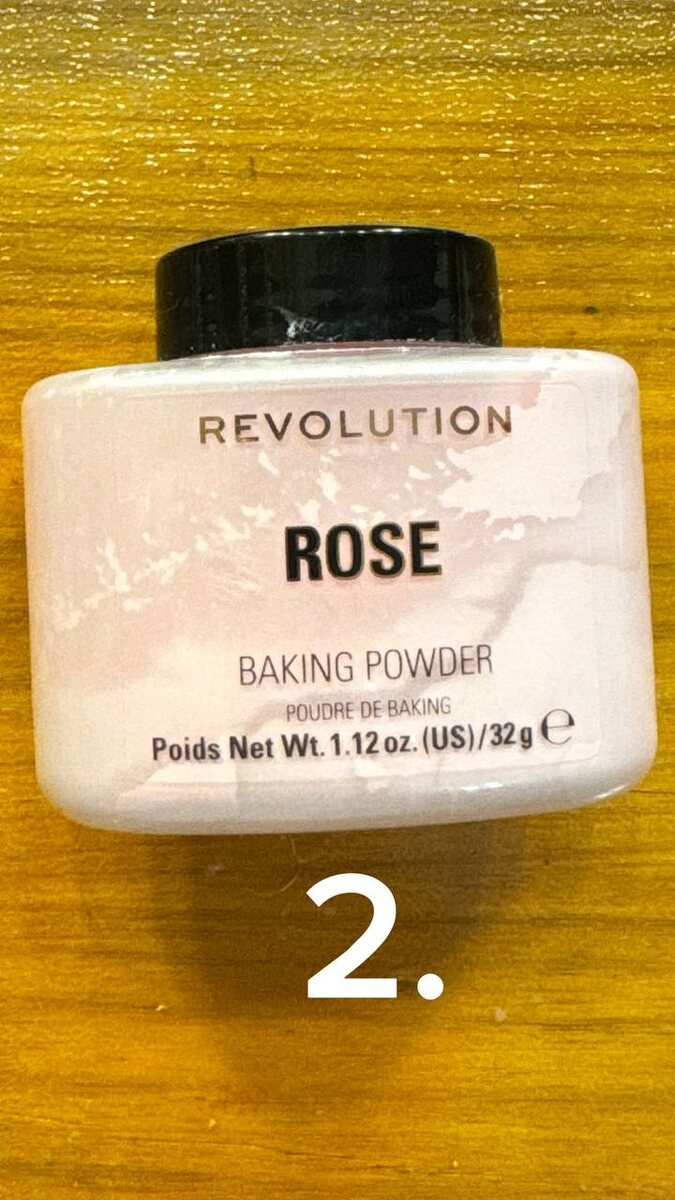 REVOLUTION
ROSE
BAKING POWDER
POUDRE DE BAKING
Poids Net Wt. 1.12 oz. (US)/32g ℮
2.